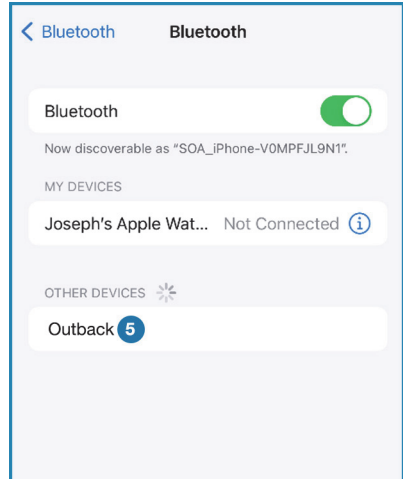 Bluetooth Bluetooth
Bluetooth
Now discoverable as “SOA_iPhone-V0MPFJL9N1”.
MY DEVICES
Joseph’s Apple Wat... Not Connected i
OTHER DEVICES
Outback 5